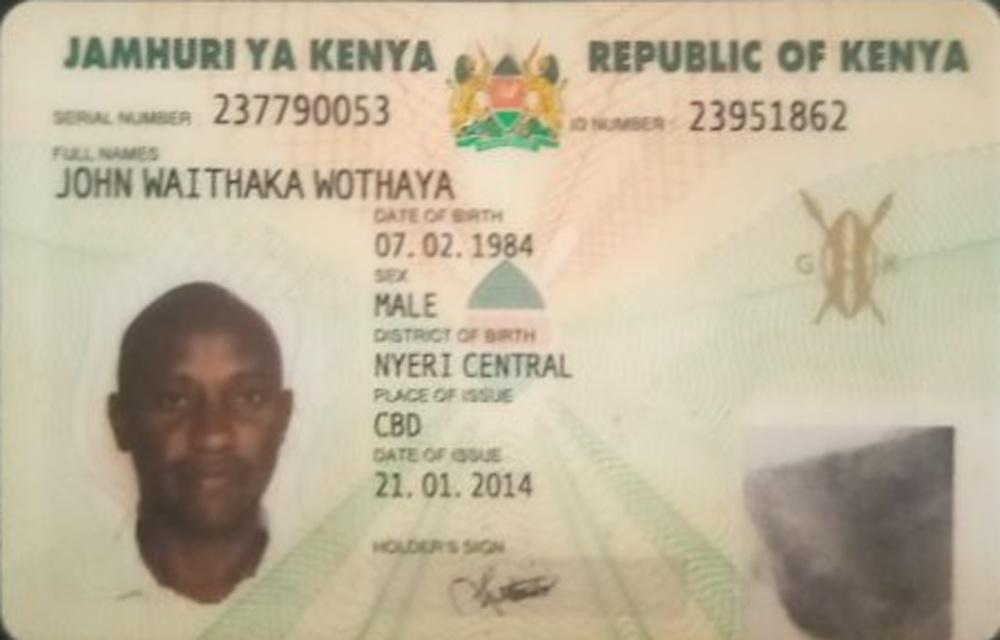 JAMHURI YA KENYA REPUBLIC OF KENYA
SERIAL NUMBER 237790053 ID NUMBER: 23951862
FULL NAMES
JOHN WAITHAKA WOTHAYA
DATE OF BIRTH
07. 02. 1984
SEX
MALE
DISTRICT OF BIRTH
NYERI CENTRAL
PLACE OF ISSUE
CBD
DATE OF ISSUE
21. 01. 2014
HOLDER'S SIGN
G K